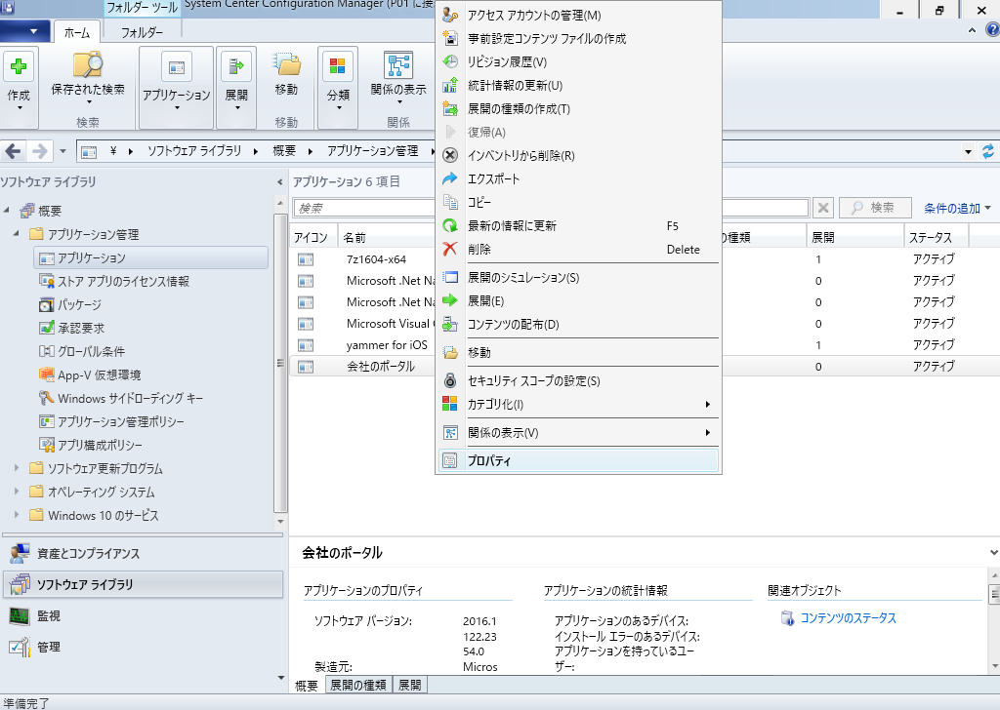 フォルダー ツール
System Center Configuration Manager (P01 に接
ホーム
フォルダー
作成
保存された検索
アプリケーション
展開
移動
分類
関係の表示
検索
移動
関係
¥
ソフトウェア ライブラリ
概要
アプリケーション管理
ソフトウェア ライブラリ
概要
アプリケーション管理
アプリケーション
ストア アプリのライセンス情報
パッケージ
承認要求
グローバル条件
App-V 仮想環境
Windows サイドローディング キー
アプリケーション管理ポリシー
アプリ構成ポリシー
ソフトウェア更新プログラム
オペレーティング システム
Windows 10 のサービス
資産とコンプライアンス
ソフトウェア ライブラリ
監視
管理
準備完了
アプリケーション 6 項目
検索
検索
条件の追加
アイコン 名前 の種類 展開 ステータス
7z1604-x64 1 アクティブ
Microsoft .Net Na 0 アクティブ
Microsoft .Net Na 0 アクティブ
Microsoft Visual 0 アクティブ
yammer for iOS 1 アクティブ
会社のポータル 0 アクティブ
アクセス アカウントの管理(M)
事前設定コンテンツ ファイルの作成
リビジョン履歴(V)
統計情報の更新(U)
展開の種類の作成(T)
復帰(A)
インベントリから削除(R)
エクスポート
コピー
最新の情報に更新 F5
削除 Delete
展開のシミュレーション(S)
展開(E)
コンテンツの配布(D)
移動
セキュリティ スコープの設定(S)
カテゴリ化(I)
関係の表示(V)
プロパティ
会社のポータル
アプリケーションのプロパティ
ソフトウェア バージョン: 2016.1
122.23
54.0
製造元: Micros
アプリケーションの統計情報
アプリケーションのあるデバイス:
インストール エラーのあるデバイス:
アプリケーションを持っているユー
ザー:
関連オブジェクト
コンテンツのステータス
概要
展開の種類
展開